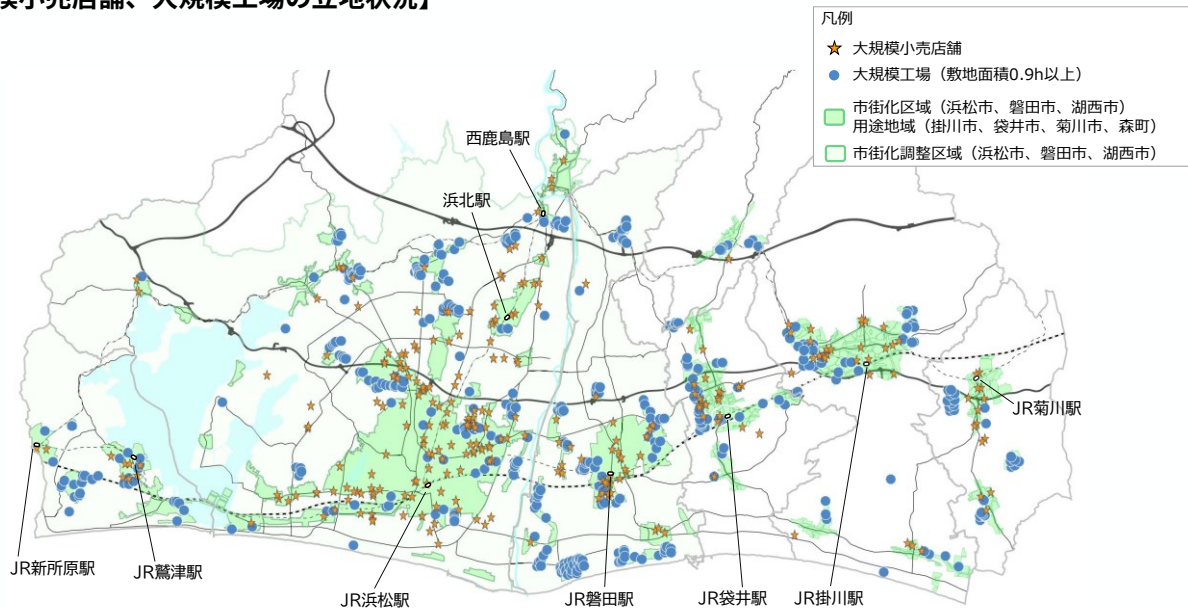 模小売店舗、大規模工場の立地状況】
凡例
大規模小売店舗
大規模工場（敷地面積0.9h以上）
市街化区域（浜松市、磐田市、湖西市）
用途地域（掛川市、袋井市、菊川市、森町）
市街化調整区域（浜松市、磐田市、湖西市）
西鹿島駅
浜北駅
JR菊川駅
JR新所原駅
JR鷲津駅
JR浜松駅
JR磐田駅
JR袋井駅
JR掛川駅